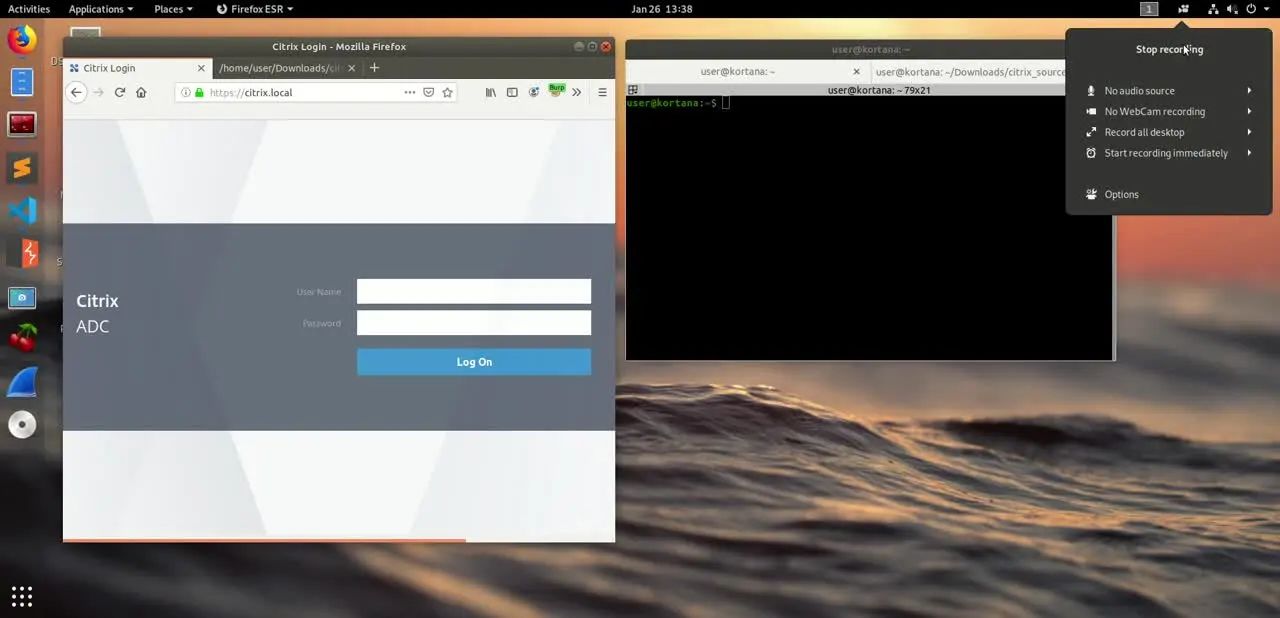 Activities Applications Places Firefox ESR Jan 26 13:38 1
Citrix Login - Mozilla Firefox
Citrix Login /home/user/Downloads/cit
https://citrix.local Burp
Citrix
ADC
User Name
Password
Log On
user@kortana: ~
user@kortana: ~ user@kortana: ~/Downloads/citrix_source
user@kortana: ~ 79x21
user@kortana:~$
Stop recording
No audio source
No WebCam recording
Record all desktop
Start recording immediately
Options